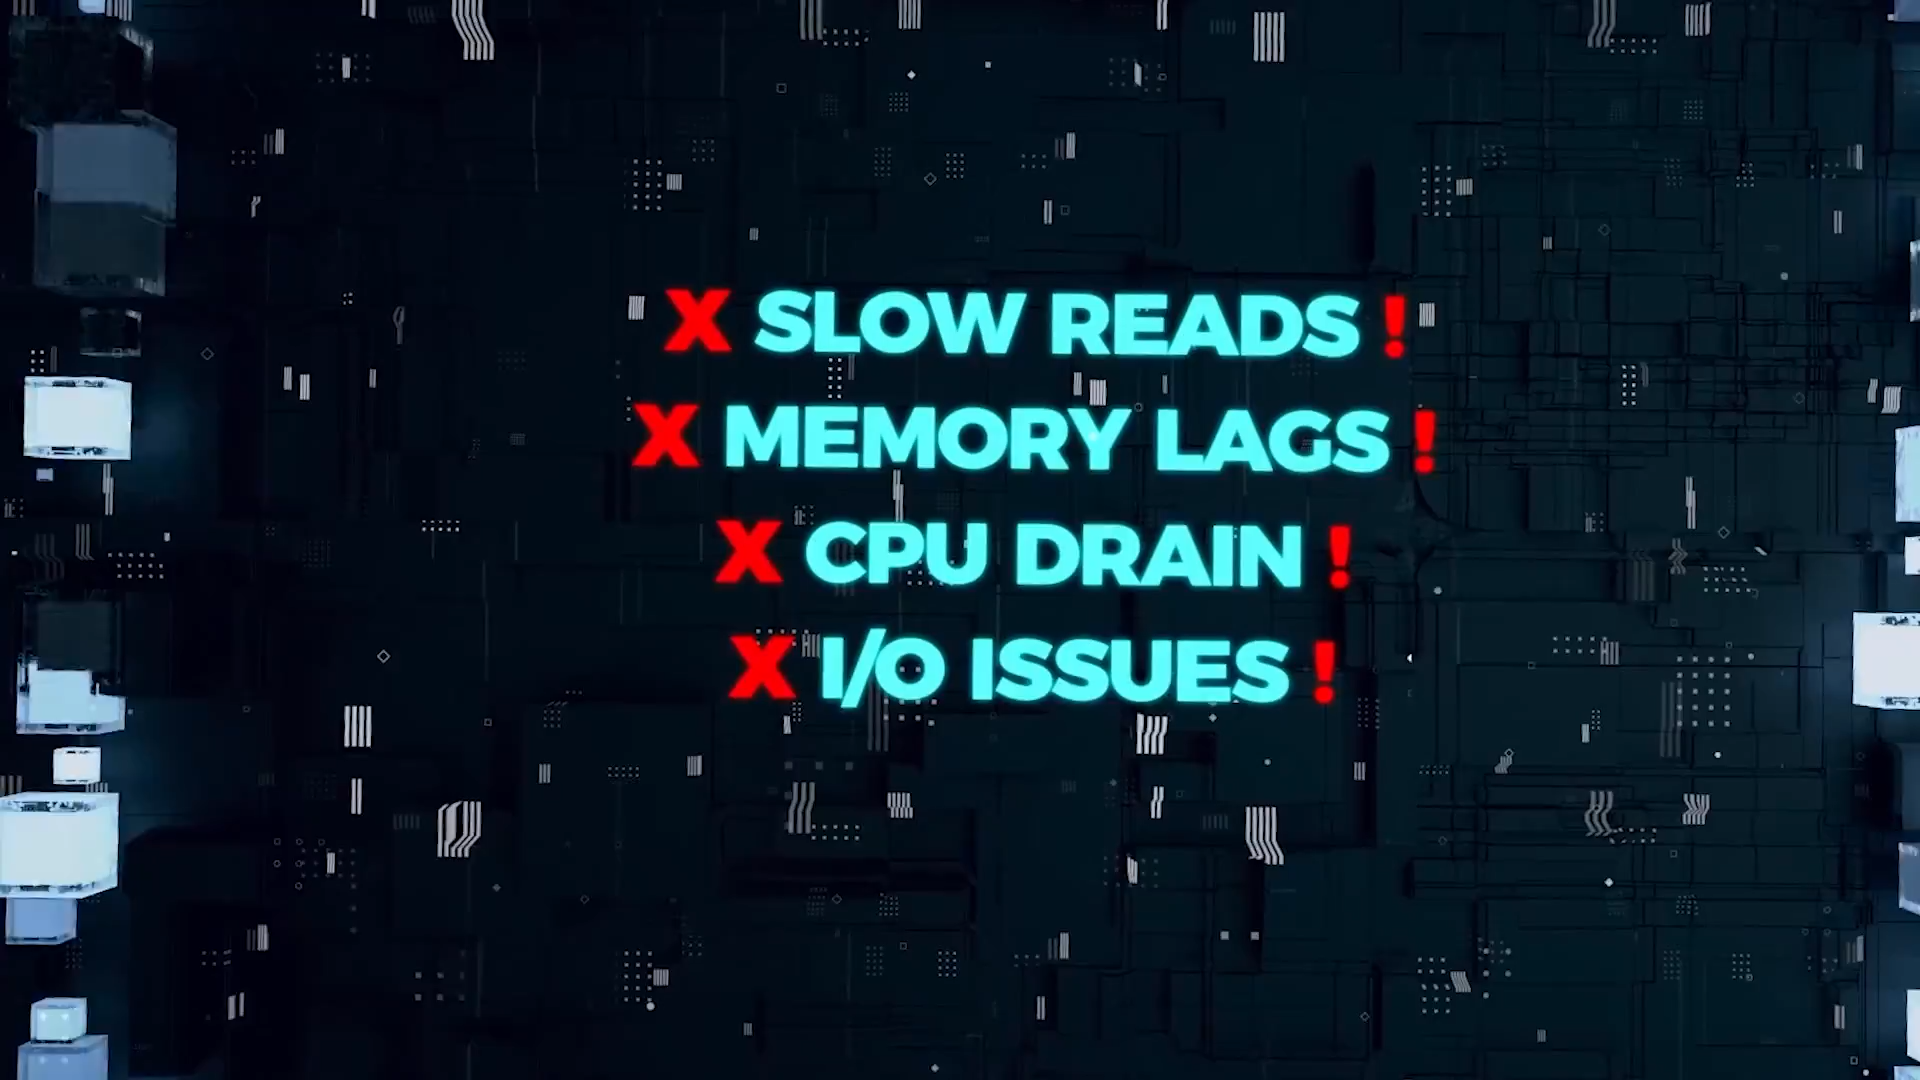 X SLOW READS !
X MEMORY LAGS !
X CPU DRAIN !
X I/O ISSUES !